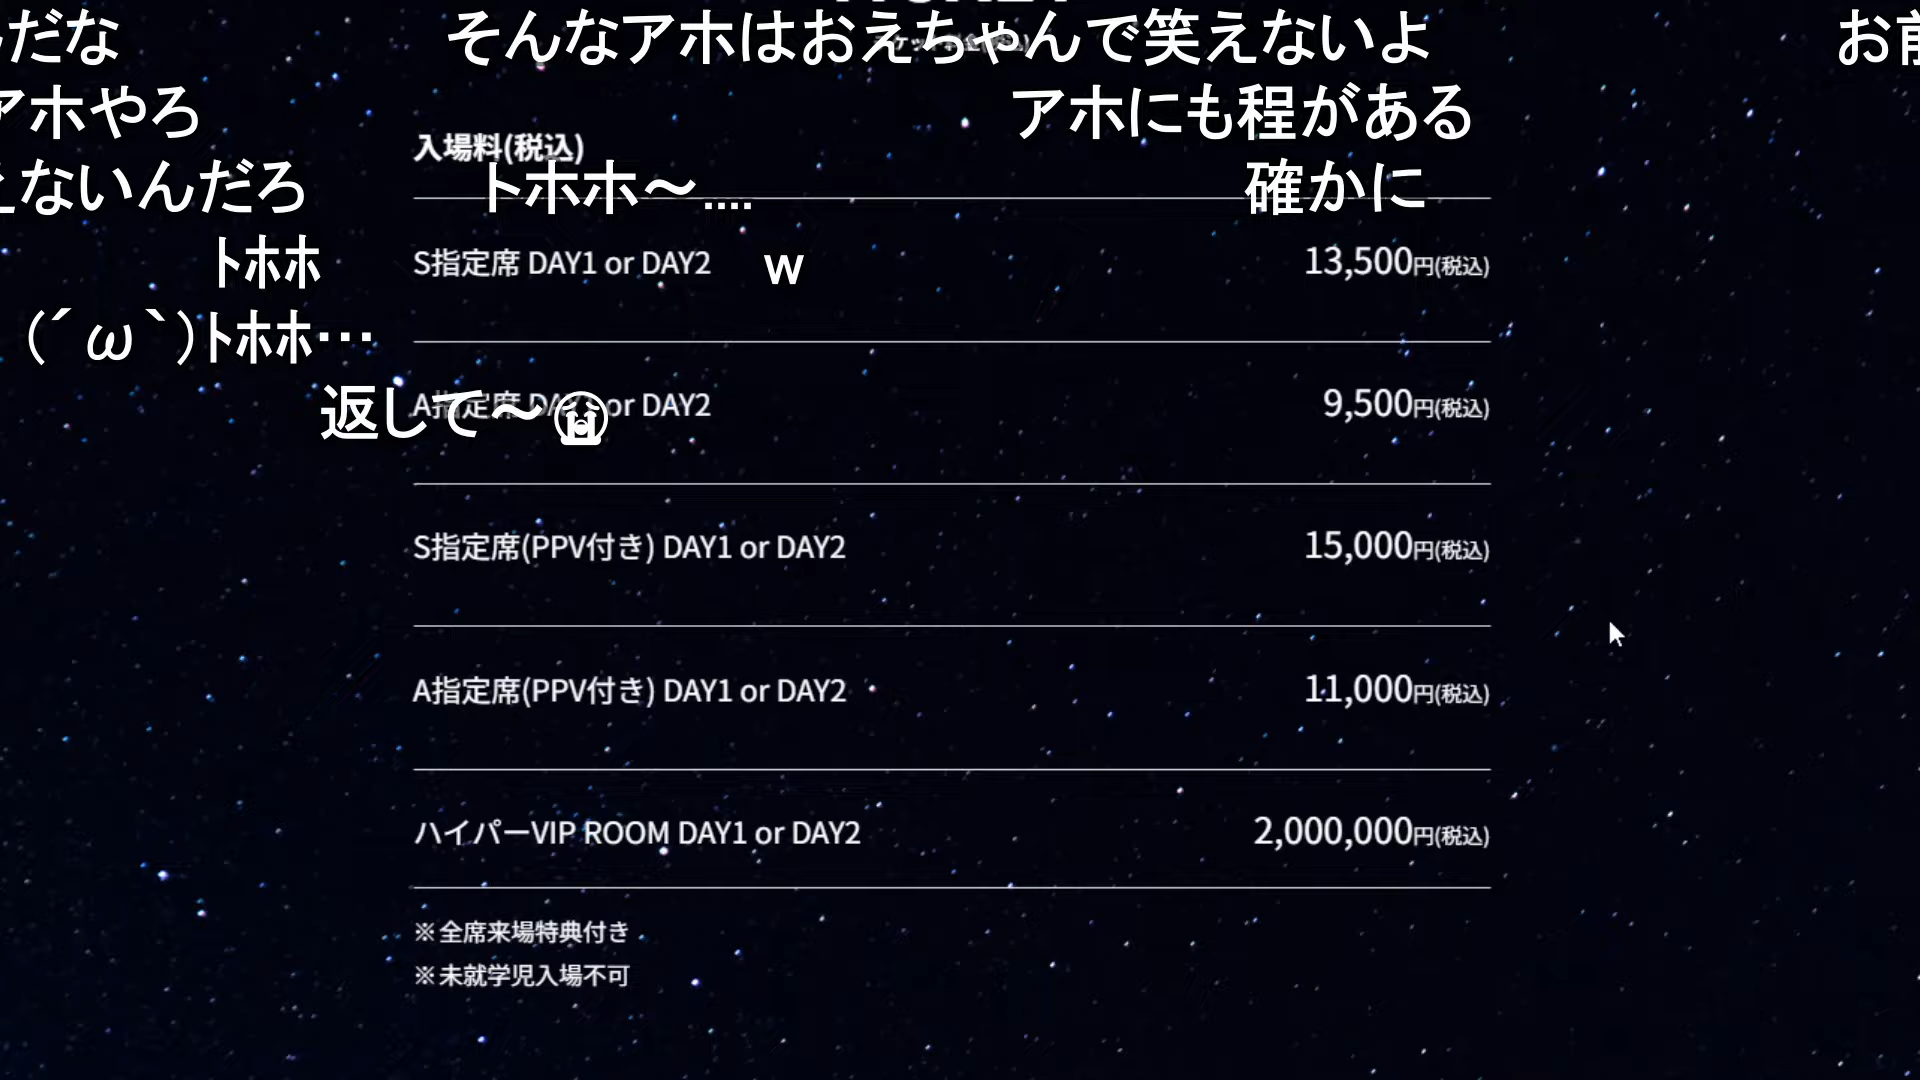 だな
そんなアホはおえちゃんで笑えないよ
お前
アホやろ
アホにも程がある
入場料(税込)
えないんだろ
トホホ～....
確かに
ﾄﾎﾎ
S指定席 DAY1 or DAY2
w
13,500円(税込)
(´ω`)ﾄﾎﾎ…
返して～😭
A指定席 DAY1 or DAY2
9,500円(税込)
S指定席(PPV付き) DAY1 or DAY2
15,000円(税込)
A指定席(PPV付き) DAY1 or DAY2
11,000円(税込)
ハイパーVIP ROOM DAY1 or DAY2
2,000,000円(税込)
※全席来場特典付き
※未就学児入場不可